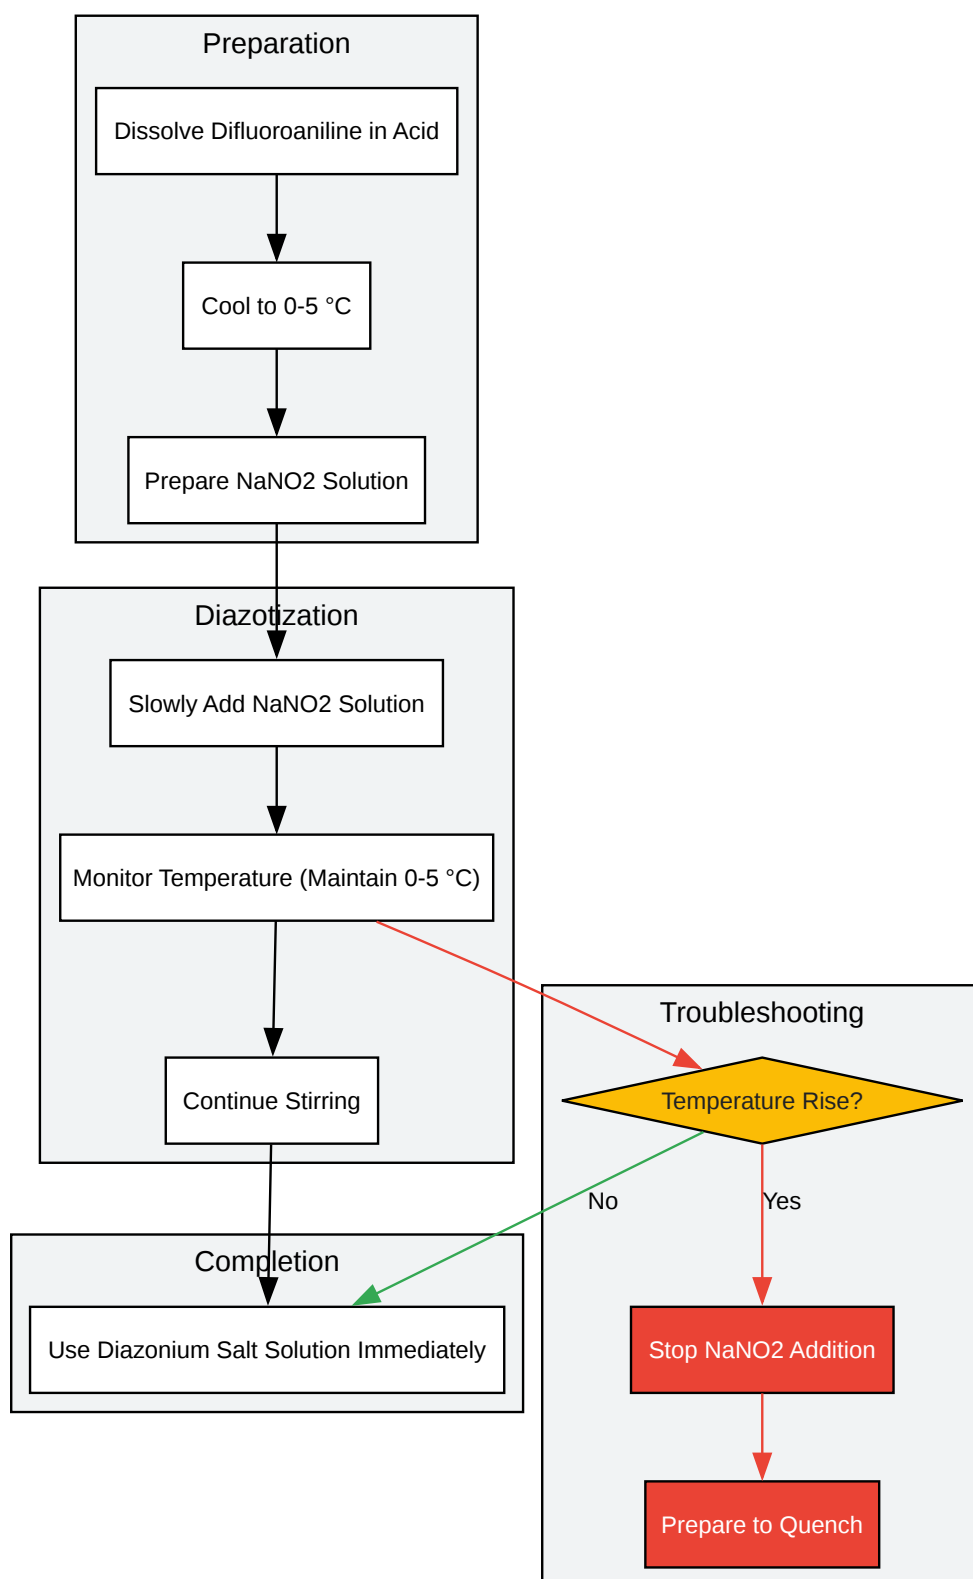 Preparation
Dissolve Difluoroaniline in Acid
Cool to 0-5 °C
Prepare NaNO2 Solution
Diazotization
Slowly Add NaNO2 Solution
Monitor Temperature (Maintain 0-5 °C)
Continue Stirring
Troubleshooting
Temperature Rise?
No
Yes
Completion
Use Diazonium Salt Solution Immediately
Stop NaNO2 Addition
Prepare to Quench